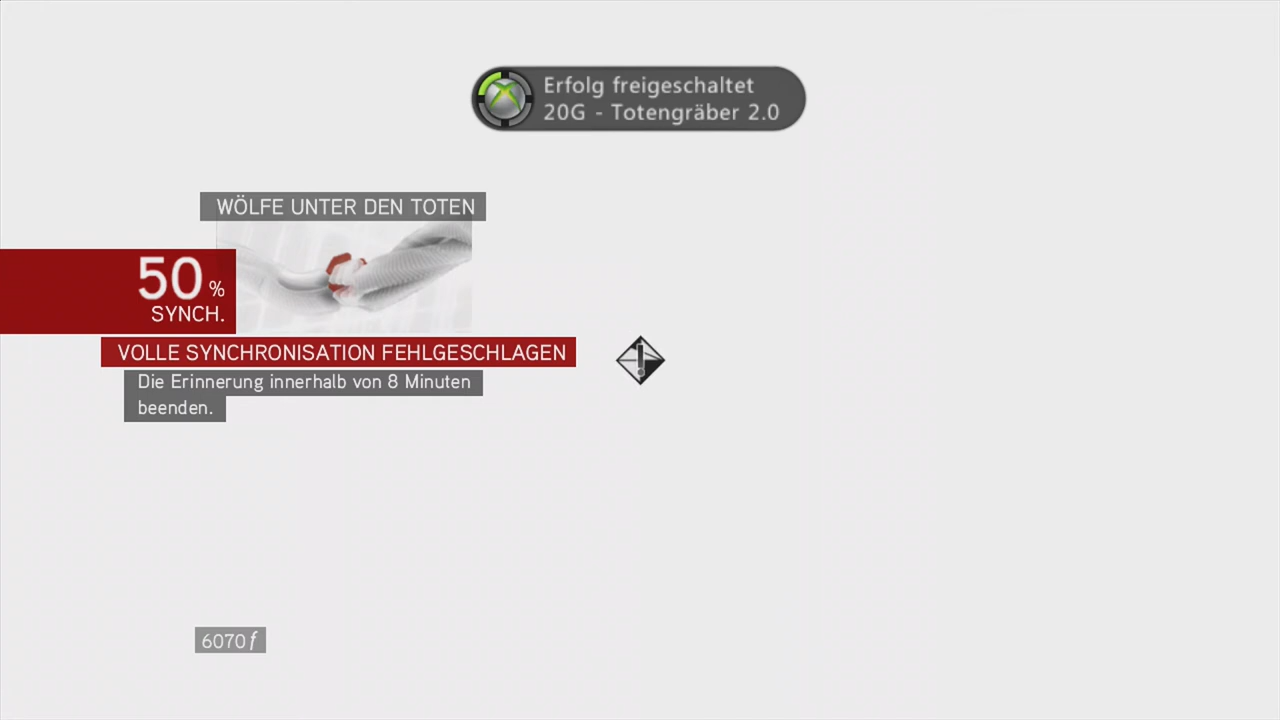 Erfolg freigeschaltet
20G - Totengräber 2.0
WÖLFE UNTER DEN TOTEN
50 %
SYNCH.
VOLLE SYNCHRONISATION FEHLGESCHLAGEN
Die Erinnerung innerhalb von 8 Minuten
beenden.
6070 ƒ